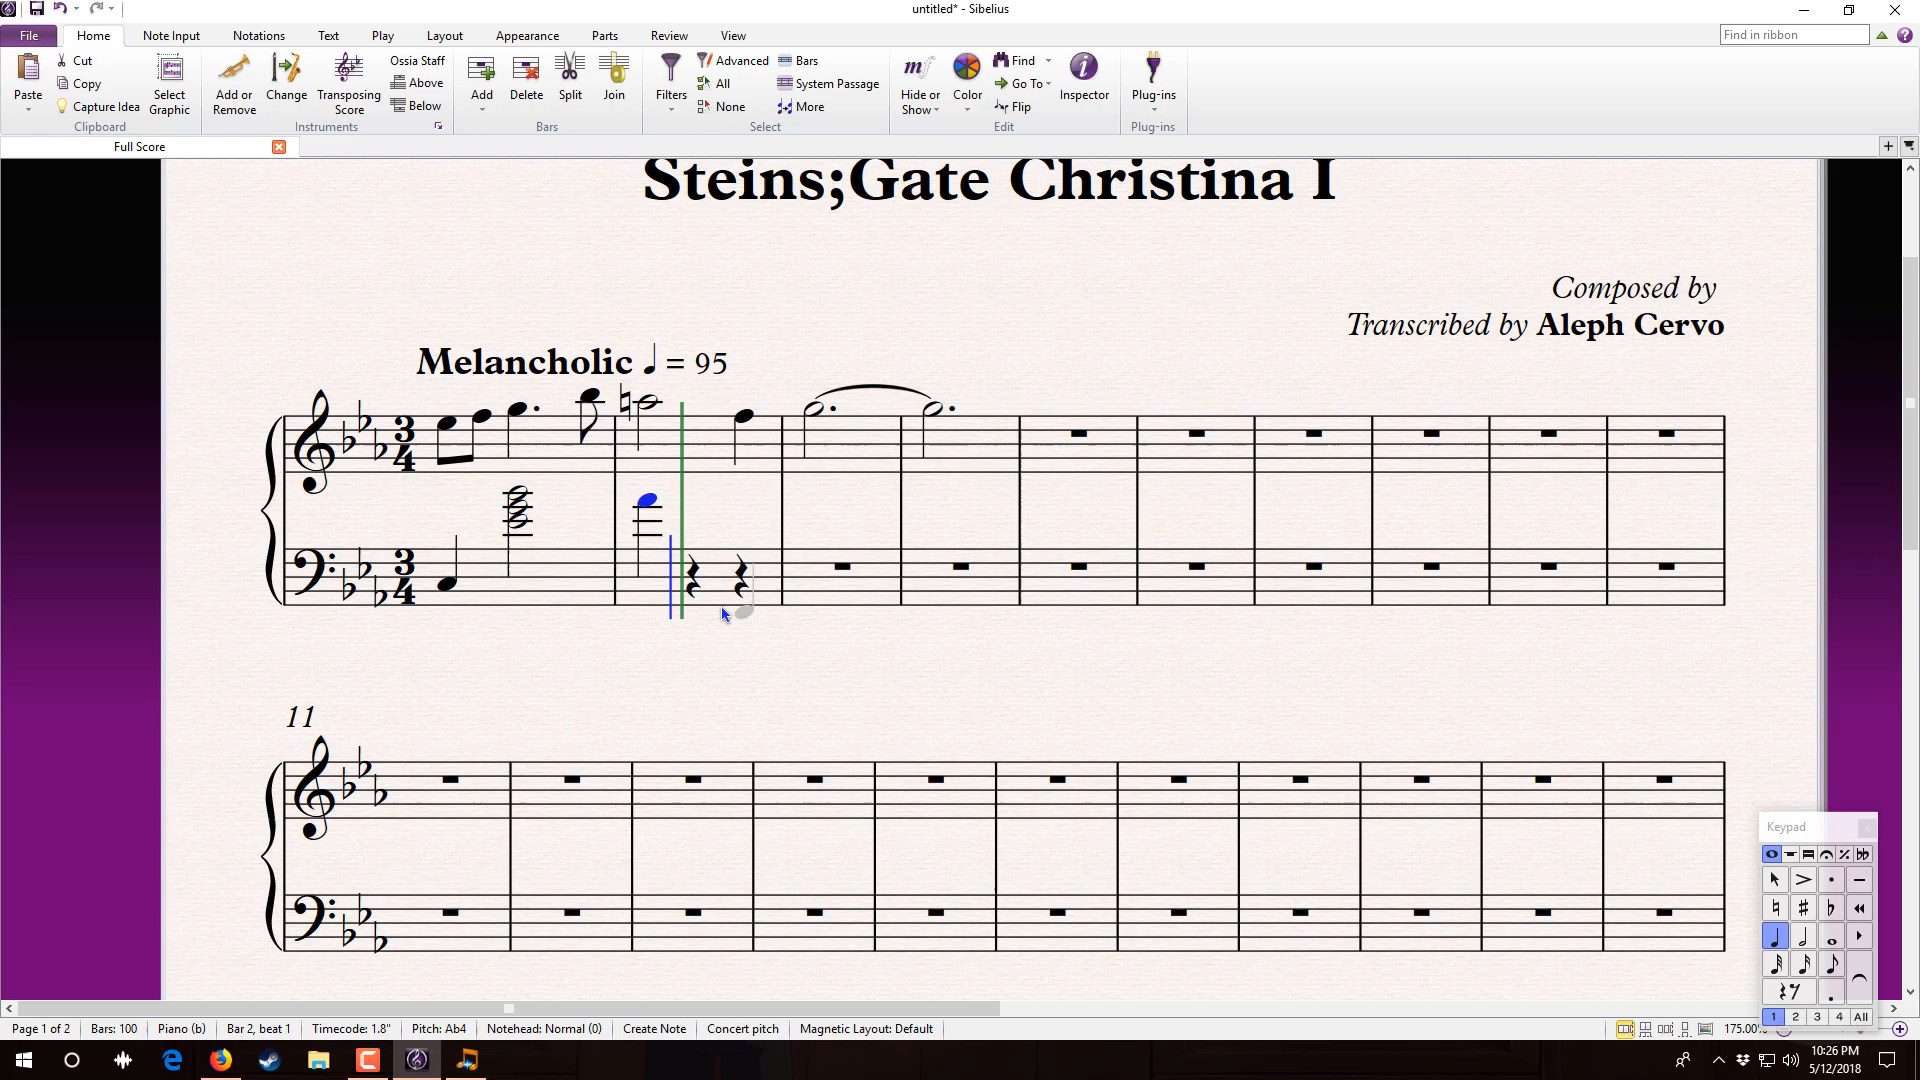 untitled* - Sibelius
File Home Note Input Notations Text Play Layout Appearance Parts Review View Find in ribbon
Paste Cut Copy Capture Idea Select Graphic Clipboard
Add or Remove Change Transposing Score Ossia Staff Above Below Instruments
Add Delete Split Join Bars
Filters Advanced All None Bars System Passage More Select
Hide or Show Color Find Go To Flip Inspector Edit
Plug-ins Plug-ins
Full Score
Steins;Gate Christina I
Composed by
Transcribed by Aleph Cervo
Melancholic = 95
3 4
3 4
11
Keypad
1 2 3 4 All
Page 1 of 2 Bars: 100 Piano (b) Bar 2, beat 1 Timecode: 1.8" Pitch: Ab4 Notehead: Normal (0) Create Note Concert pitch Magnetic Layout: Default 175.00%
10:26 PM
5/12/2018